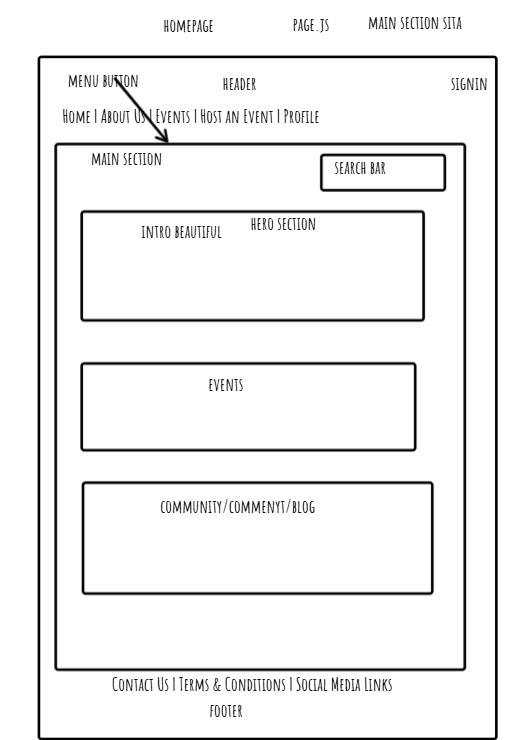 HOMEPAGE PAGE.JS MAIN SECTION SITA
MENU BUTTON HEADER SIGNIN
Home | About Us | Events | Host an Event | Profile
MAIN SECTION
SEARCH BAR
INTRO BEAUTIFUL HERO SECTION
EVENTS
COMMUNITY/COMMENYT/BLOG
Contact Us | Terms & Conditions | Social Media Links
FOOTER